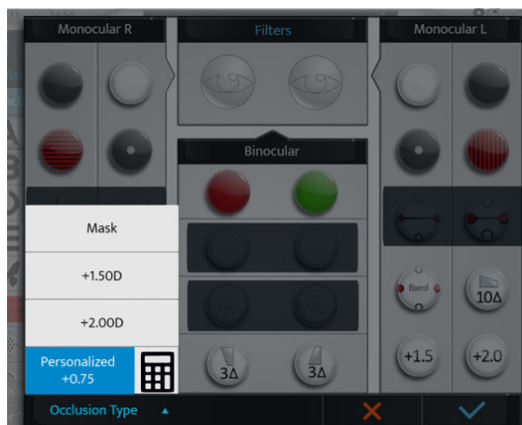 Monocular R
Filters
Monocular L
Binocular
Mask
+1.50D
+2.00D
Personalized
+0.75
fixed
10Δ
3Δ
3Δ
+1.5
+2.0
Occlusion Type